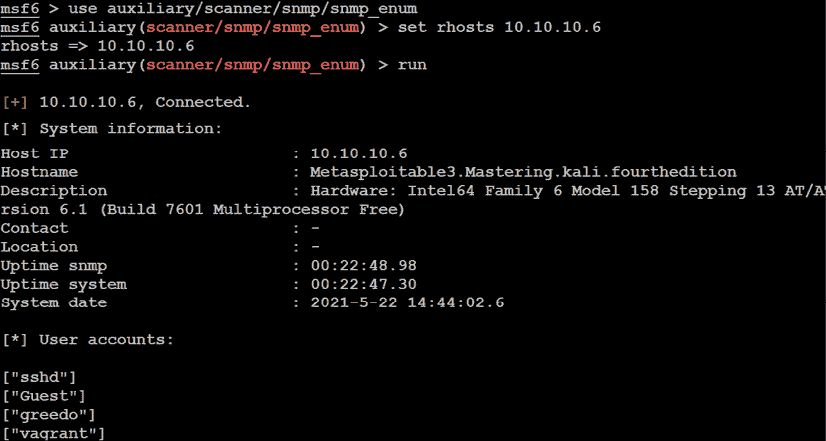 msf6 > use auxiliary/scanner/snmp/snmp_enum
msf6 auxiliary(scanner/snmp/snmp_enum) > set rhosts 10.10.10.6
rhosts => 10.10.10.6
msf6 auxiliary(scanner/snmp/snmp_enum) > run
[+] 10.10.10.6, Connected.
[*] System information:
Host IP : 10.10.10.6
Hostname : Metasploitable3.Mastering.kali.fourthedition
Description : Hardware: Intel64 Family 6 Model 158 Stepping 13 AT/AT
rsion 6.1 (Build 7601 Multiprocessor Free)
Contact : -
Location : -
Uptime snmp : 00:22:48.98
Uptime system : 00:22:47.30
System date : 2021-5-22 14:44:02.6
[*] User accounts:
["sshd"]
["Guest"]
["greedo"]
["vagrant"]